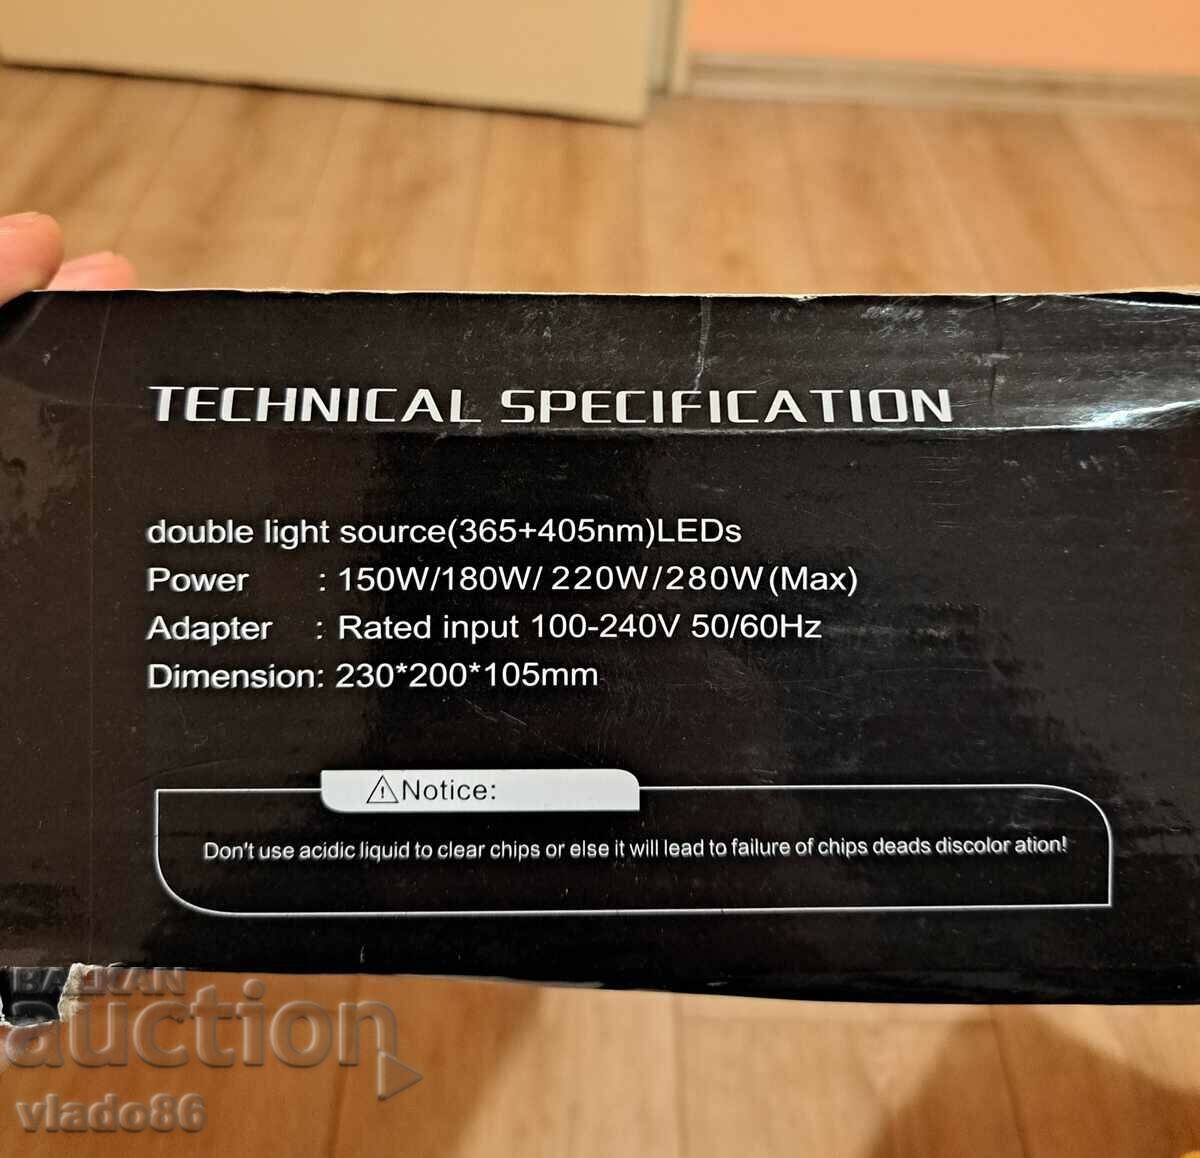 TECHNICAL SPECIFICATION
double light source(365+405nm)LEDs
Power : 150W/180W/ 220W/280W(Max)
Adapter : Rated input 100-240V 50/60Hz
Dimension: 230*200*105mm
Notice:
Don't use acidic liquid to clear chips or else it will lead to failure of chips deads discolor ation!
BALKAN
auction
vlado86